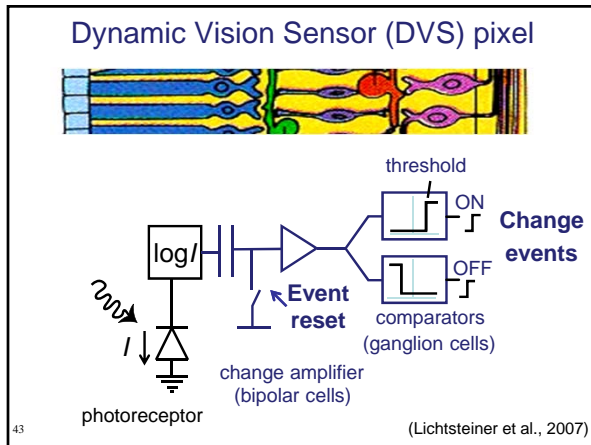 Dynamic Vision Sensor (DVS) pixel
threshold
ON
Change
events
logI
OFF
Event
reset
comparators
(ganglion cells)
I
change amplifier
(bipolar cells)
photoreceptor
43
(Lichtsteiner et al., 2007)